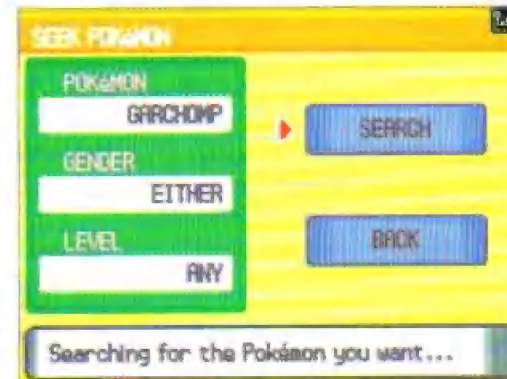 SEEK POKéMON
POKéMON
GARCHOMP
GENDER
EITHER
LEVEL
ANY
SEARCH
BACK
Searching for the Pokémon you want...